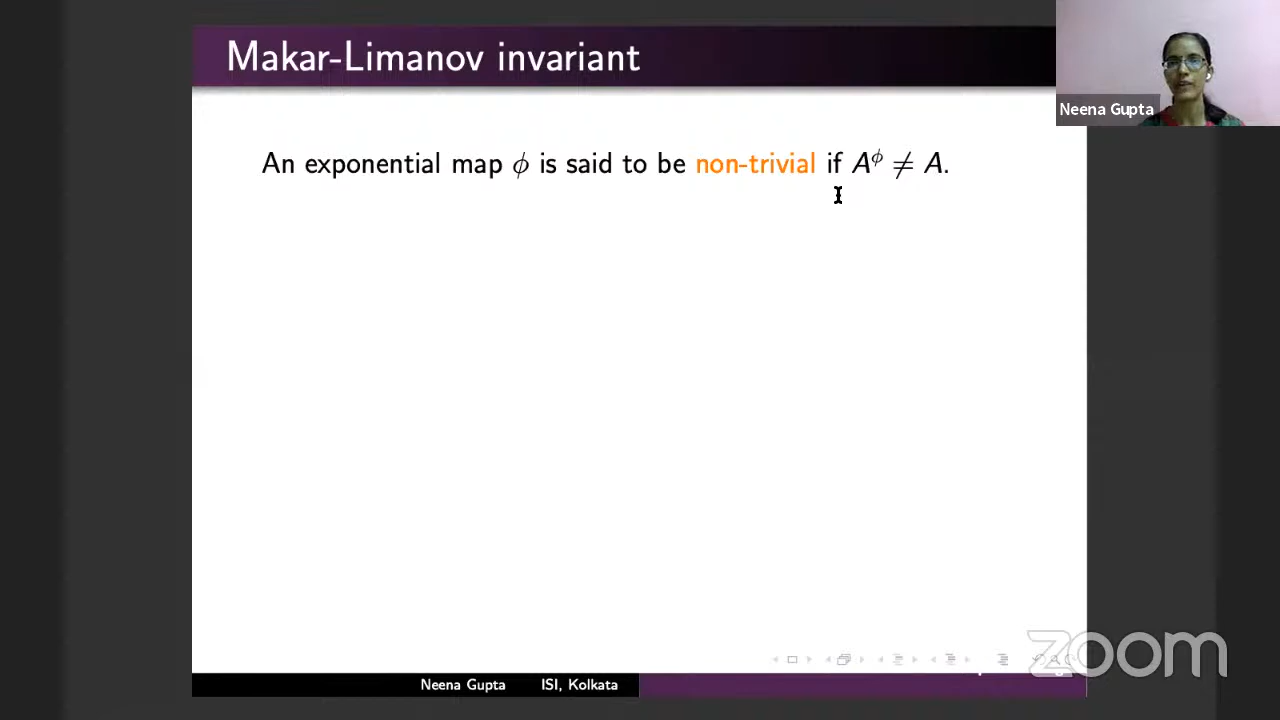 Makar-Limanov invariant
Neena Gupta
An exponential map ϕ is said to be non-trivial if A^ϕ ≠ A.
zoom
Neena Gupta ISI, Kolkata